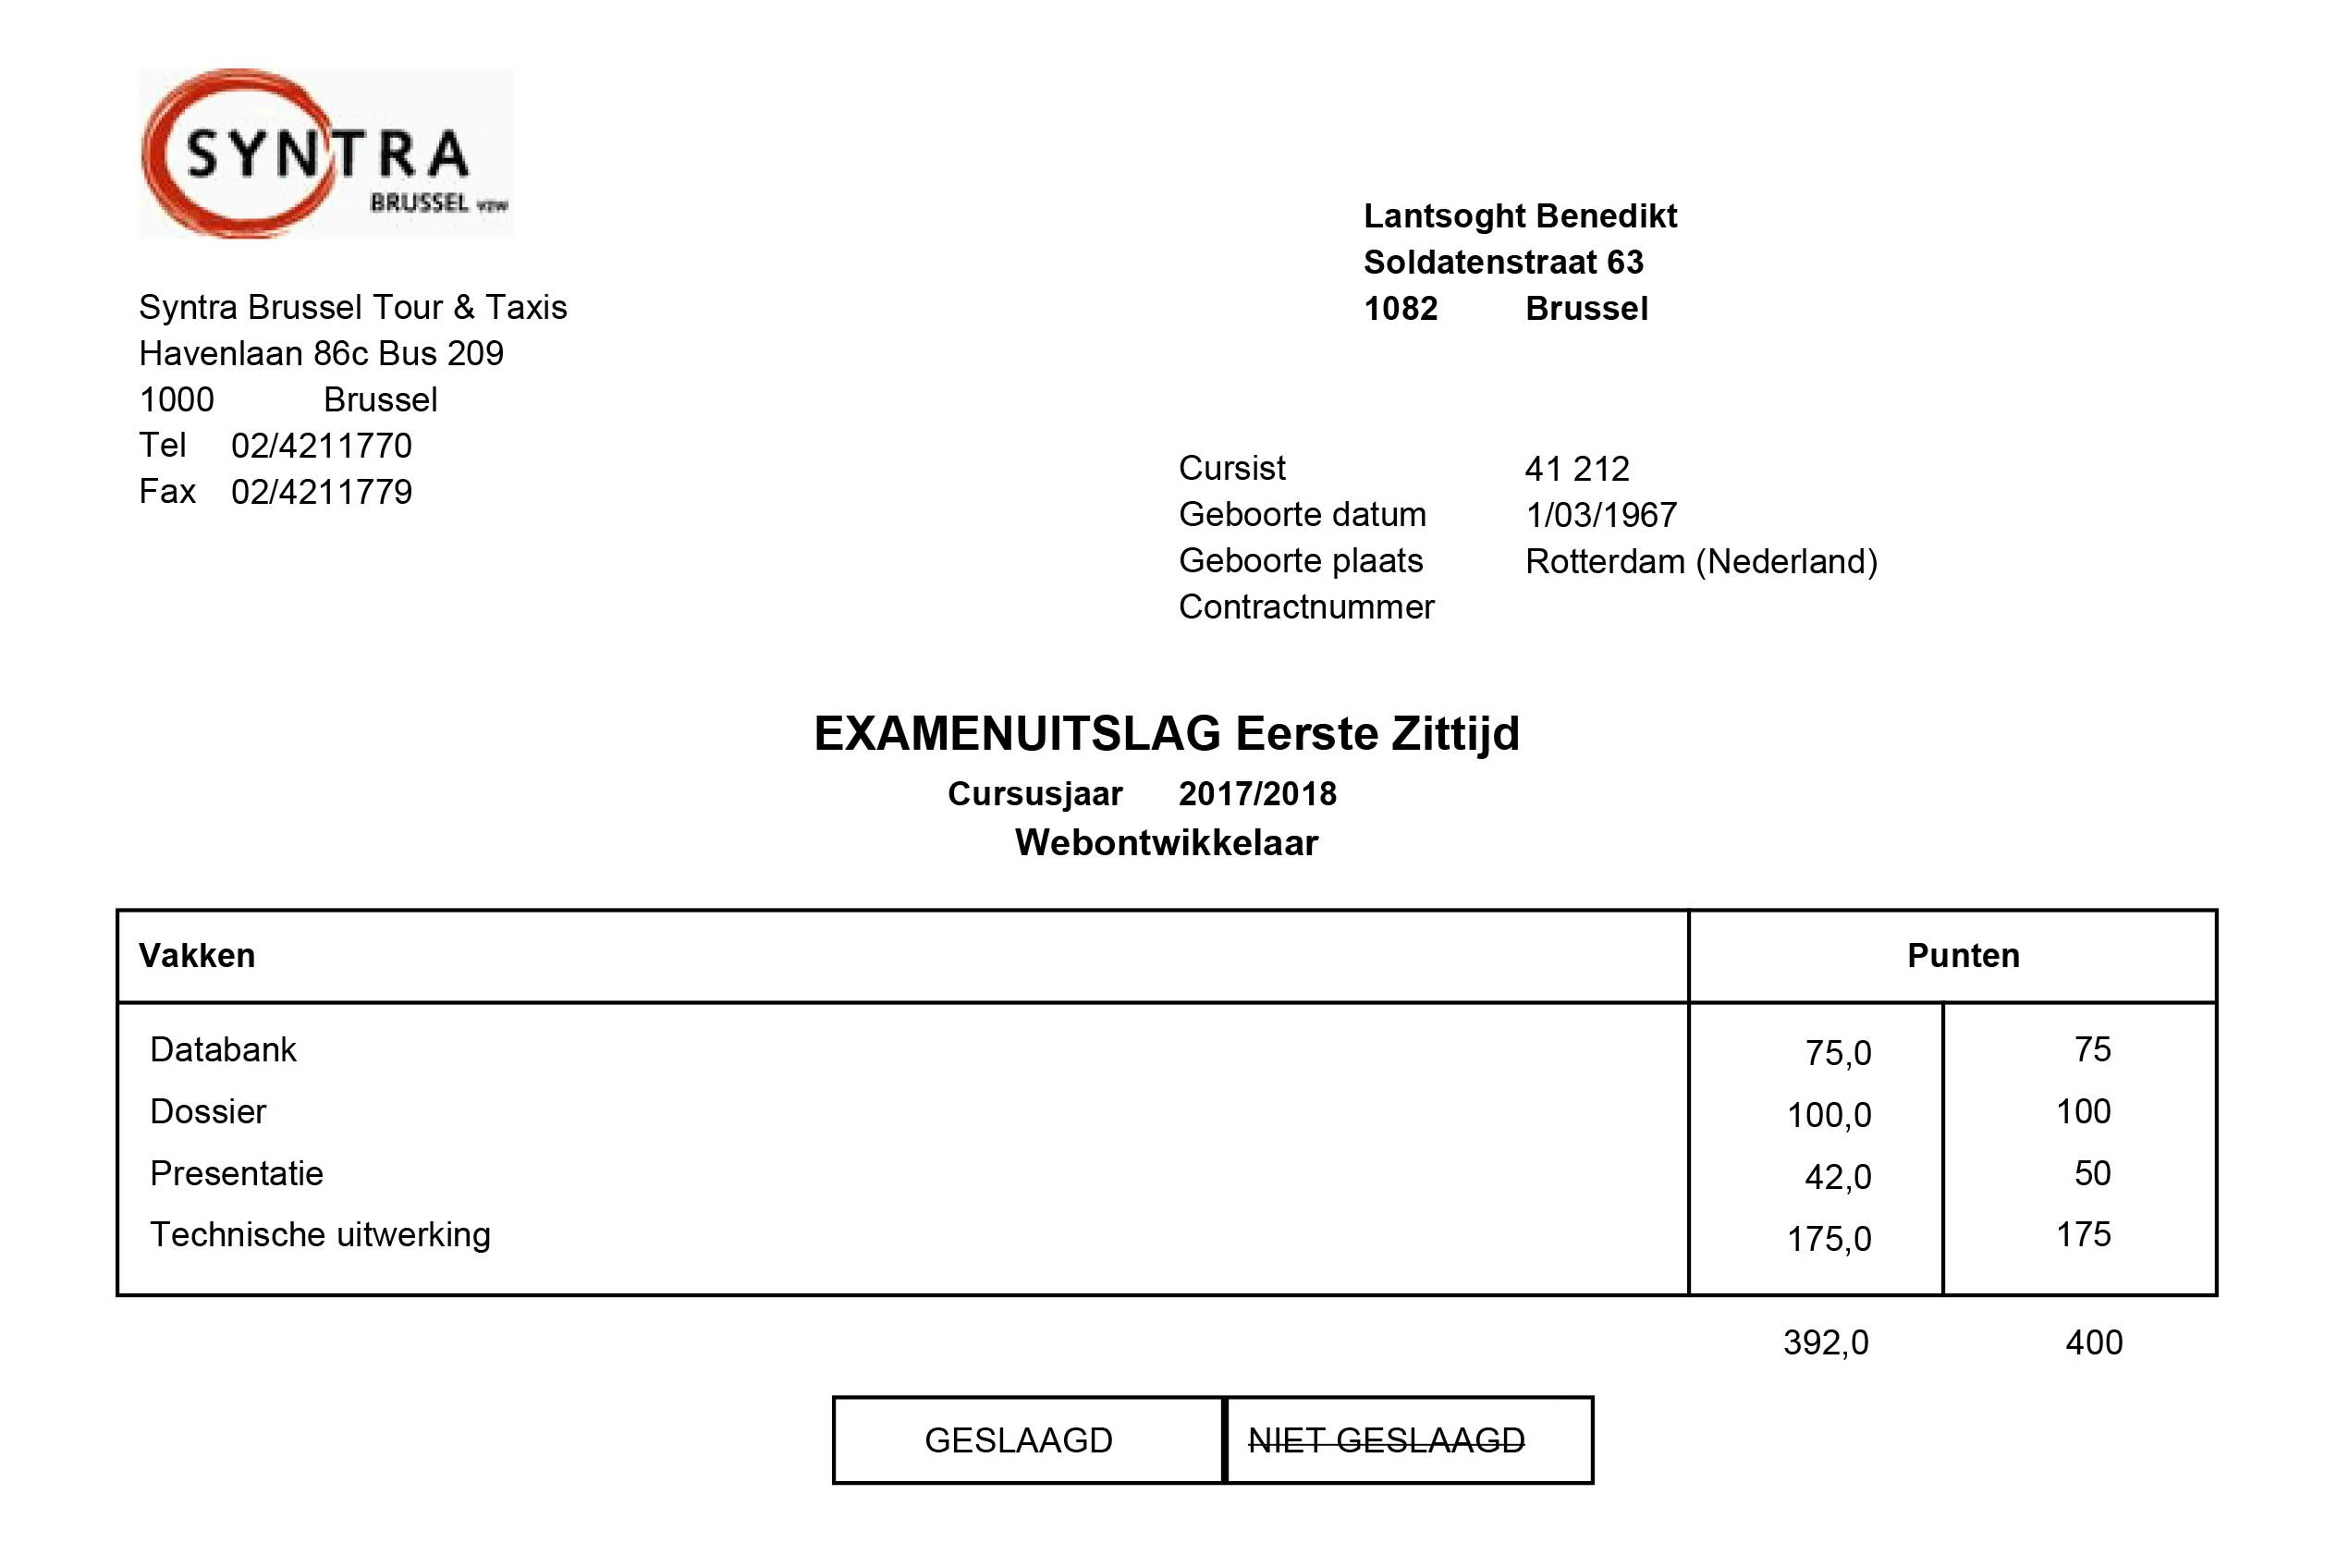 SYNTRA
BRUSSEL vzw
Syntra Brussel Tour & Taxis
Havenlaan 86c Bus 209
1000 Brussel
Tel 02/4211770
Fax 02/4211779
Lantsoght Benedikt
Soldatenstraat 63
1082 Brussel
Cursist 41 212
Geboorte datum 1/03/1967
Geboorte plaats Rotterdam (Nederland)
Contractnummer
EXAMENUITSLAG Eerste Zittijd
Cursusjaar 2017/2018
Webontwikkelaar
Vakken Punten
Databank 75,0 75
Dossier 100,0 100
Presentatie 42,0 50
Technische uitwerking 175,0 175
392,0 400
GESLAAGD NIET GESLAAGD